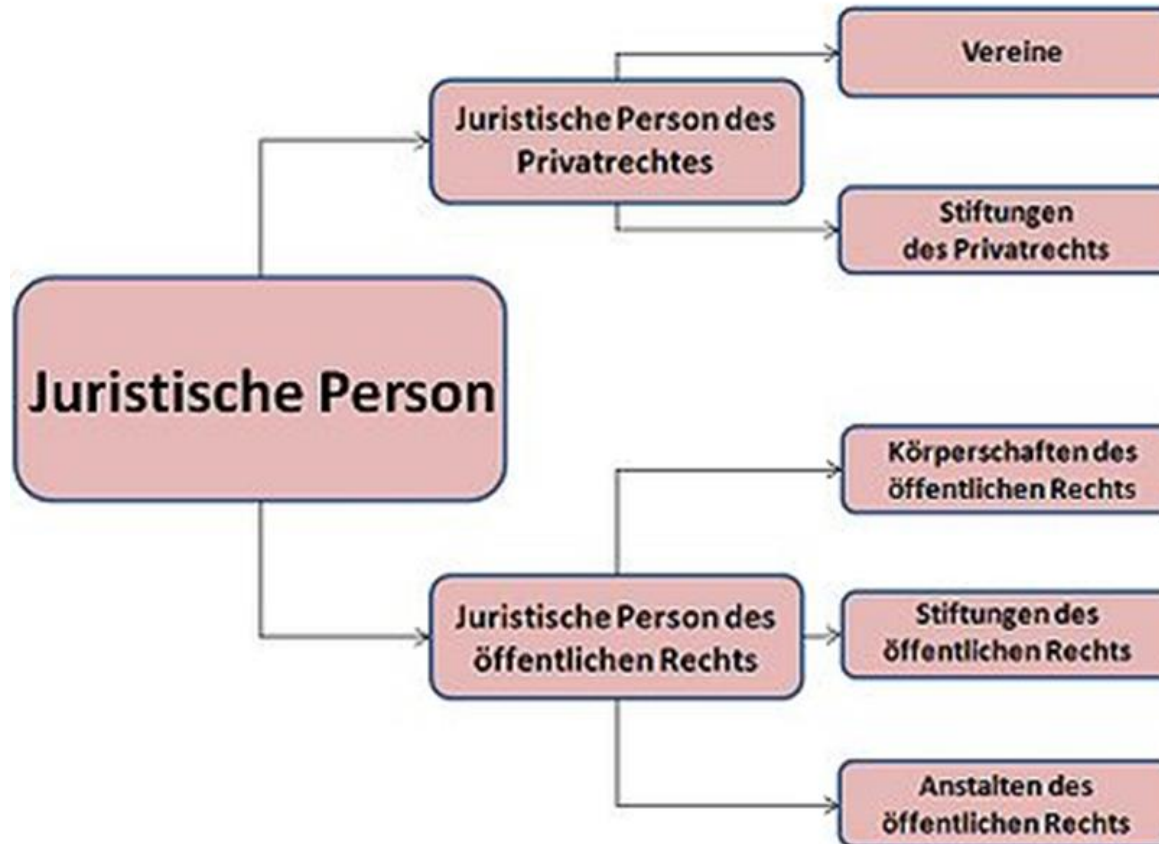 Vereine
Juristische Person des
Privatrechtes
Stiftungen
des Privatrechts
Juristische Person
Körperschaften des
öffentlichen Rechts
Juristische Person des
öffentlichen Rechts
Stiftungen des
öffentlichen Rechts
Anstalten des
öffentlichen Rechts